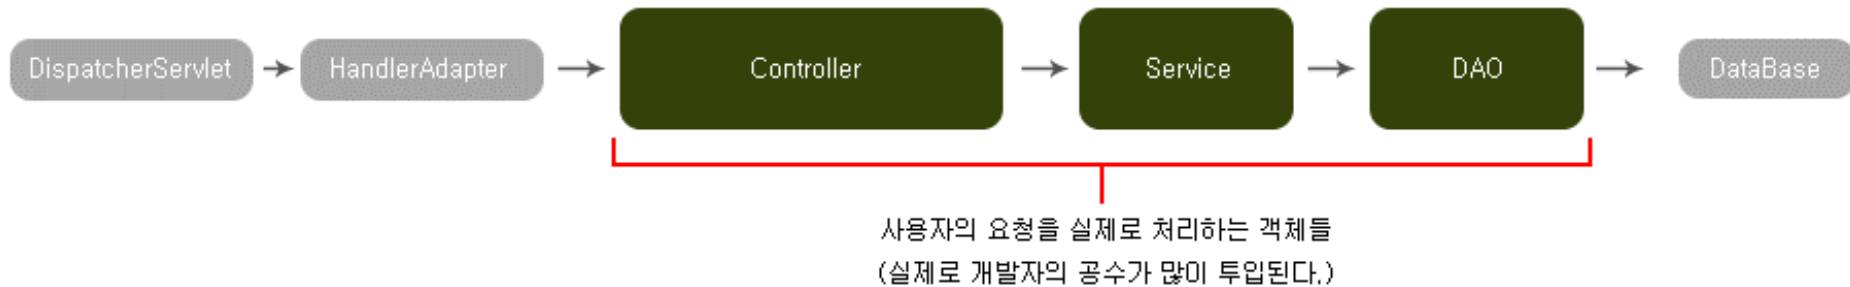 DispatcherServlet
HandlerAdapter
Controller
Service
DAO
DataBase
사용자의 요청을 실제로 처리하는 객체들
(실제로 개발자의 공수가 많이 투입된다.)